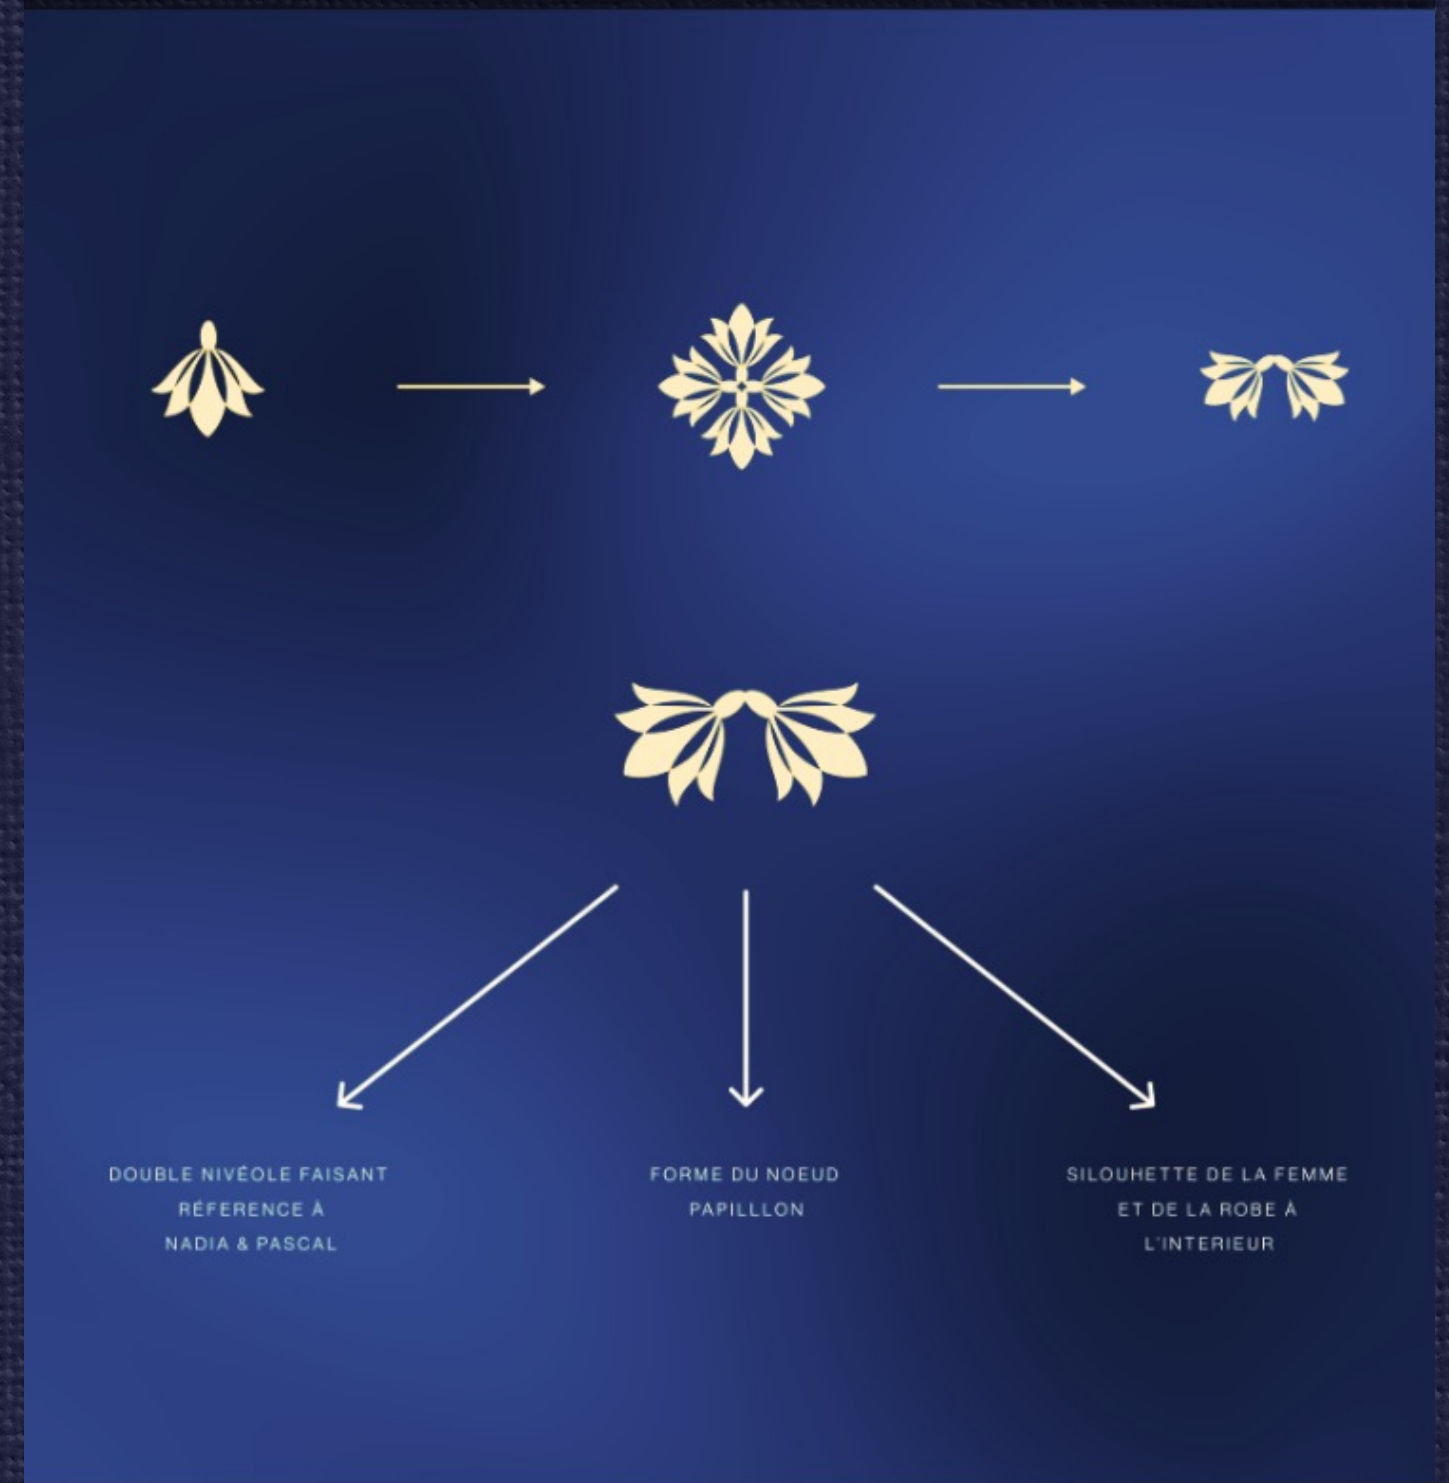 DOUBLE NIVÉOLE FAISANT
RÉFERENCE À
NADIA & PASCAL
FORME DU NOEUD
PAPILLLON
SILOUHETTE DE LA FEMME
ET DE LA ROBE À
L'INTERIEUR